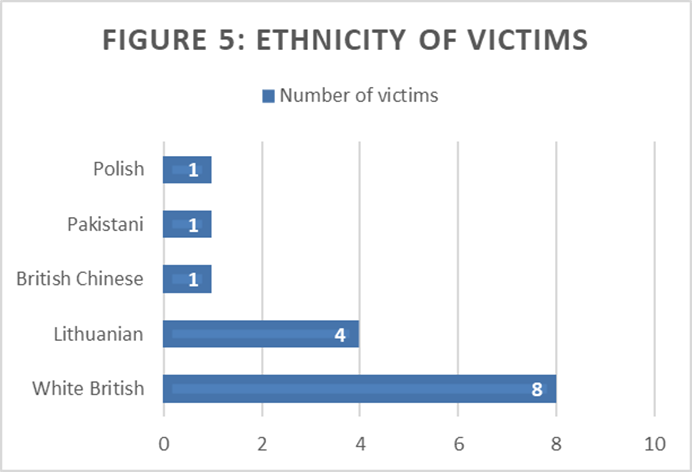 FIGURE 5: ETHNICITY OF VICTIMS
Number of victims
Polish 1
Pakistani 1
British Chinese 1
Lithuanian 4
White British 8
0 2 4 6 8 10